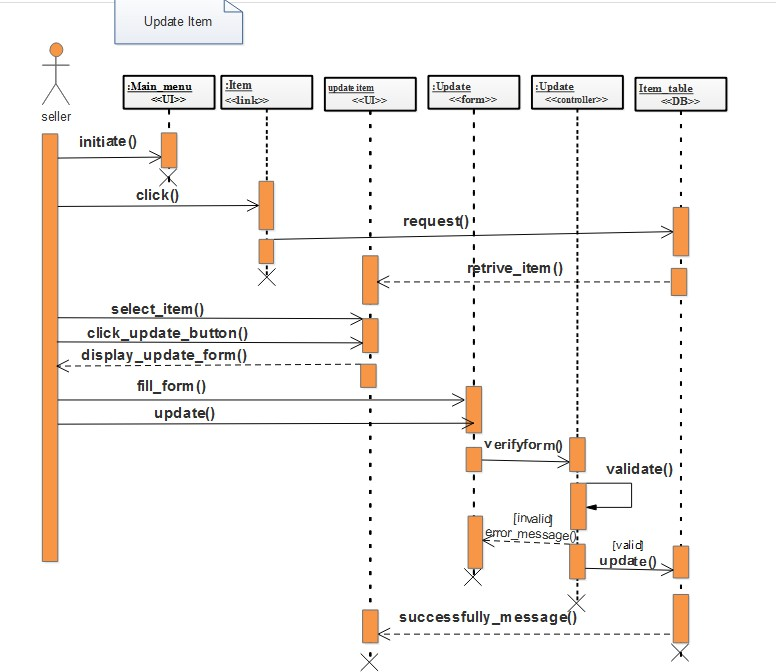 Update Item
:Main_menu
<<UI>>
:Item
<<link>>
update item
<<UI>>
:Update
<<form>>
:Update
<<controller>>
Item_table
<<DB>>
seller
initiate()
click()
request()
retrive_item()
select_item()
click_update_button()
display_update_form()
fill_form()
update()
verifyform()
validate()
[invalid]
error_message()
[valid]
update()
successfully_message()